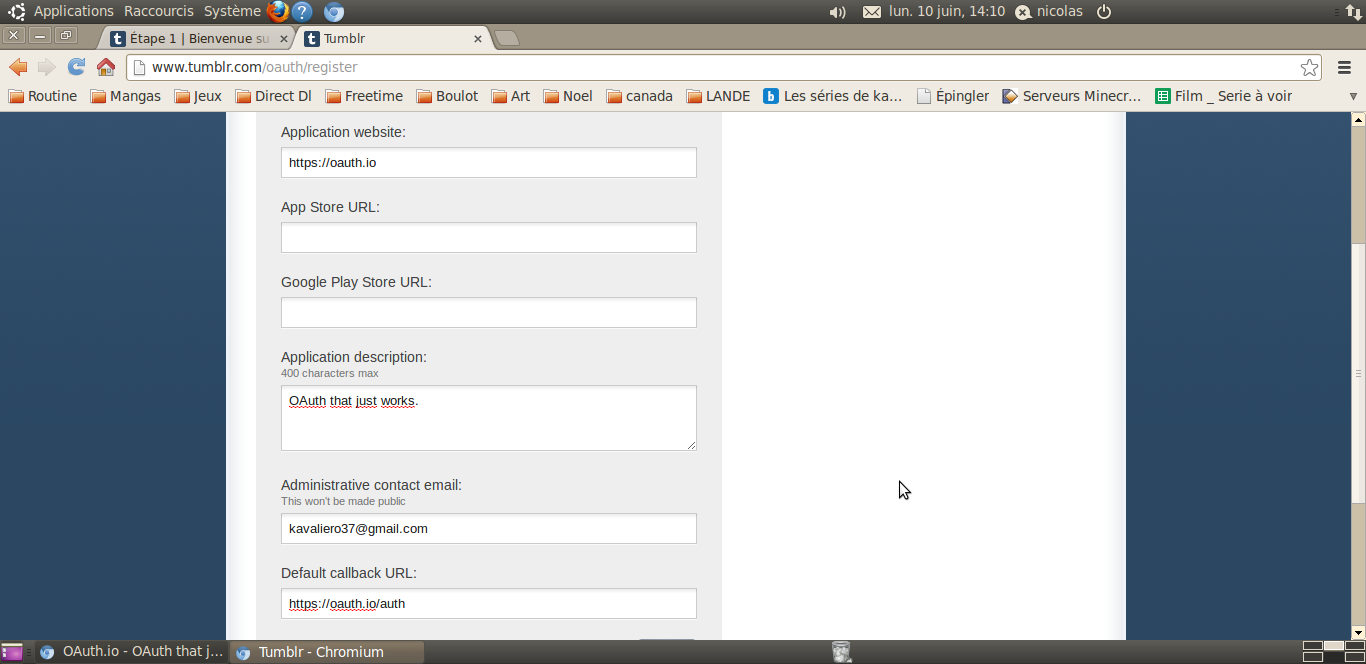 Applications Raccourcis Système
lun. 10 juin, 14:10 nicolas
Étape 1 | Bienvenue su
Tumblr
www.tumblr.com/oauth/register
Routine Mangas Jeux Direct Dl Freetime Boulot Art Noel canada LANDE Les séries de ka... Épingler Serveurs Minecr... Film _ Serie à voir
Application website:
https://oauth.io
App Store URL:
Google Play Store URL:
Application description:
400 characters max
OAuth that just works.
Administrative contact email:
This won't be made public
kavaliero37@gmail.com
Default callback URL:
https://oauth.io/auth
OAuth.io - OAuth that j... Tumblr - Chromium